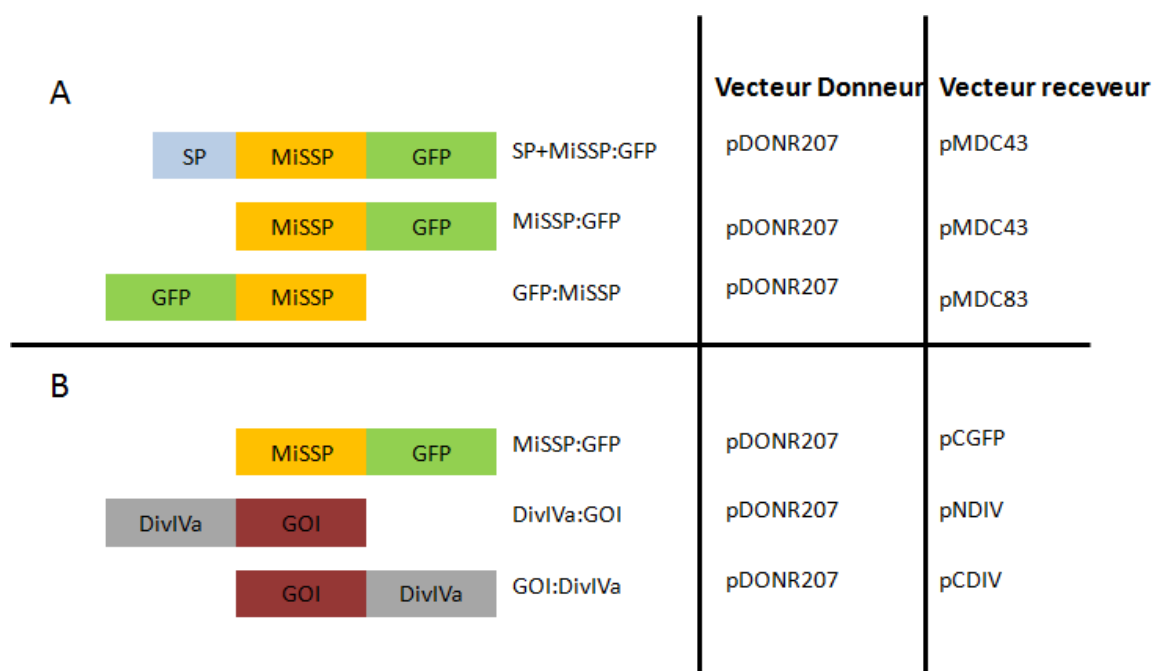 A
Vecteur Donneur Vecteur receveur
SP MiSSP GFP SP+MiSSP:GFP pDONR207 pMDC43
MiSSP GFP MiSSP:GFP pDONR207 pMDC43
GFP MiSSP GFP:MiSSP pDONR207 pMDC83
B
MiSSP GFP MiSSP:GFP pDONR207 pCGFP
DivIVa GOI DivIVa:GOI pDONR207 pNDIV
GOI DivIVa GOI:DivIVa pDONR207 pCDIV